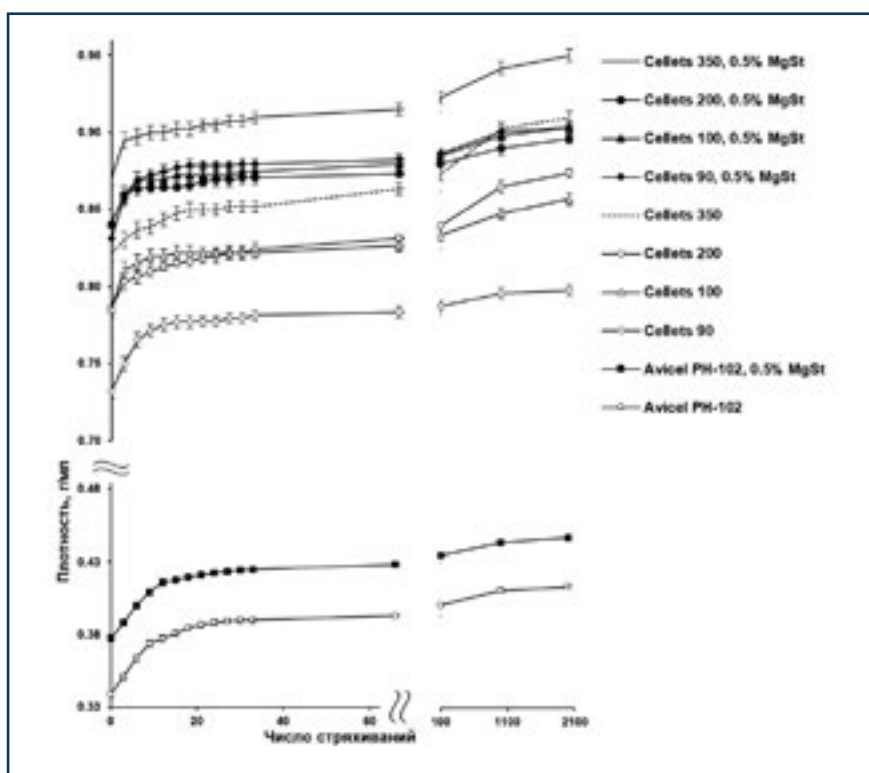 0.95
0.90
0.85
0.80
0.75
0.70
Плотность, г/мл
0.48
0.43
0.38
0.33
0
20
40
60
100
1100
2100
Число стряхиваний
Cellets 350, 0.5% MgSt
Cellets 200, 0.5% MgSt
Cellets 100, 0.5% MgSt
Cellets 90, 0.5% MgSt
Cellets 350
Cellets 200
Cellets 100
Cellets 90
Avicel PH-102, 0.5% MgSt
Avicel PH-102